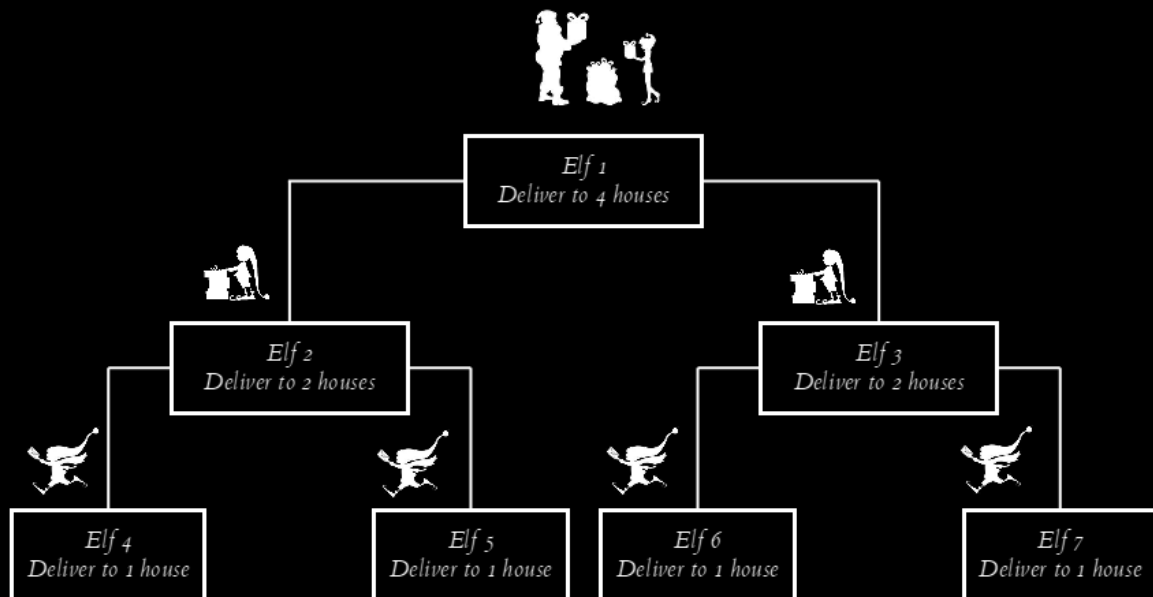 Elf 1
Deliver to 4 houses
Elf 2
Deliver to 2 houses
Elf 3
Deliver to 2 houses
Elf 4
Deliver to 1 house
Elf 5
Deliver to 1 house
Elf 6
Deliver to 1 house
Elf 7
Deliver to 1 house